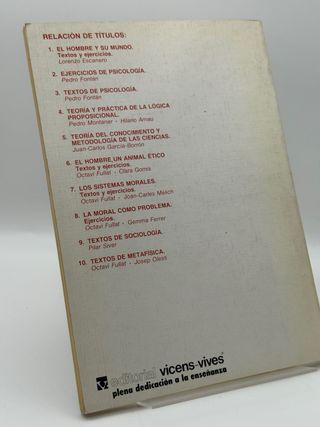 RELACIÓN DE TÍTULOS:
1. EL HOMBRE Y SU MUNDO.
Textos y ejercicios.
Lorenzo Escanero
2. EJERCICIOS DE PSICOLOGÍA.
Pedro Fontán
3. TEXTOS DE PSICOLOGÍA.
Pedro Fontán
4. TEORÍA Y PRÁCTICA DE LA LÓGICA
PROPOSICIONAL.
Pedro Montaner - Hilario Arnau
5. TEORÍA DEL CONOCIMIENTO Y
METODOLOGÍA DE LAS CIENCIAS.
Juan-Carlos García-Borrón
6. EL HOMBRE, UN ANIMAL ÉTICO
Textos y ejercicios.
Octavi Fullat - Clara Gomis
7. LOS SISTEMAS MORALES.
Textos y ejercicios.
Octavi Fullat - Joan-Carles Mèlich
8. LA MORAL COMO PROBLEMA.
Ejercicios.
Octavi Fullat - Gemma Ferrer
9. TEXTOS DE SOCIOLOGÍA.
Pilar Siver
10. TEXTOS DE METAFÍSICA.
Octavi Fullat - Josep Olesti
editorial vicens-vives
plena dedicación a la enseñanza